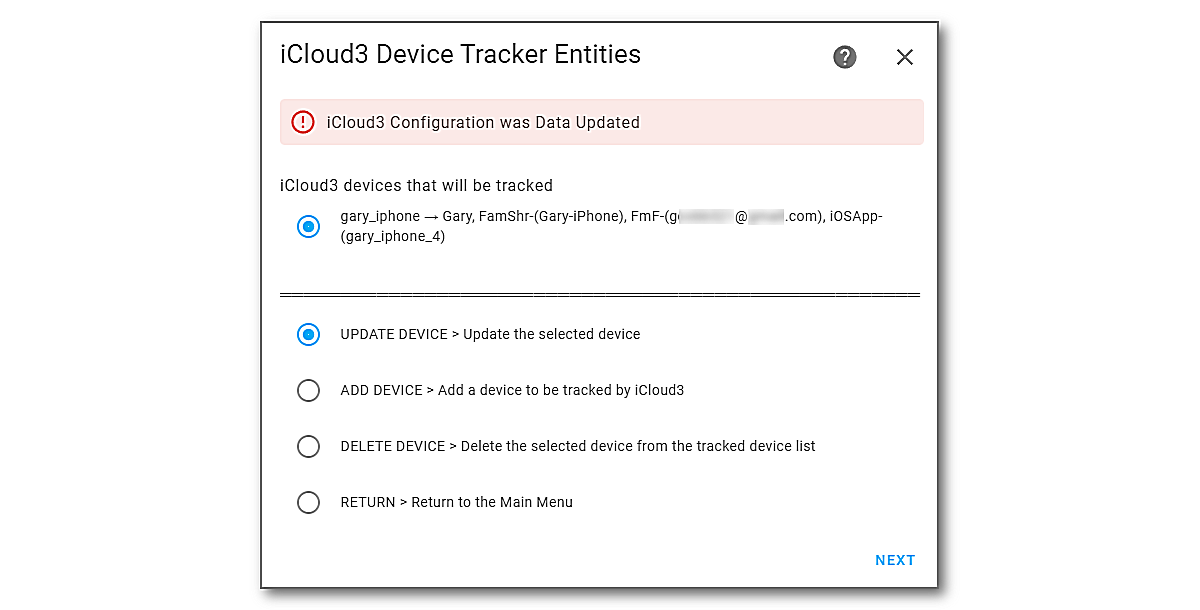 iCloud3 Device Tracker Entities
iCloud3 Configuration was Data Updated
iCloud3 devices that will be tracked
gary_iphone → Gary, FamShr-(Gary-iPhone), FmF-(g @ .com), iOSApp-
(gary_iphone_4)
UPDATE DEVICE > Update the selected device
ADD DEVICE > Add a device to be tracked by iCloud3
DELETE DEVICE > Delete the selected device from the tracked device list
RETURN > Return to the Main Menu
NEXT